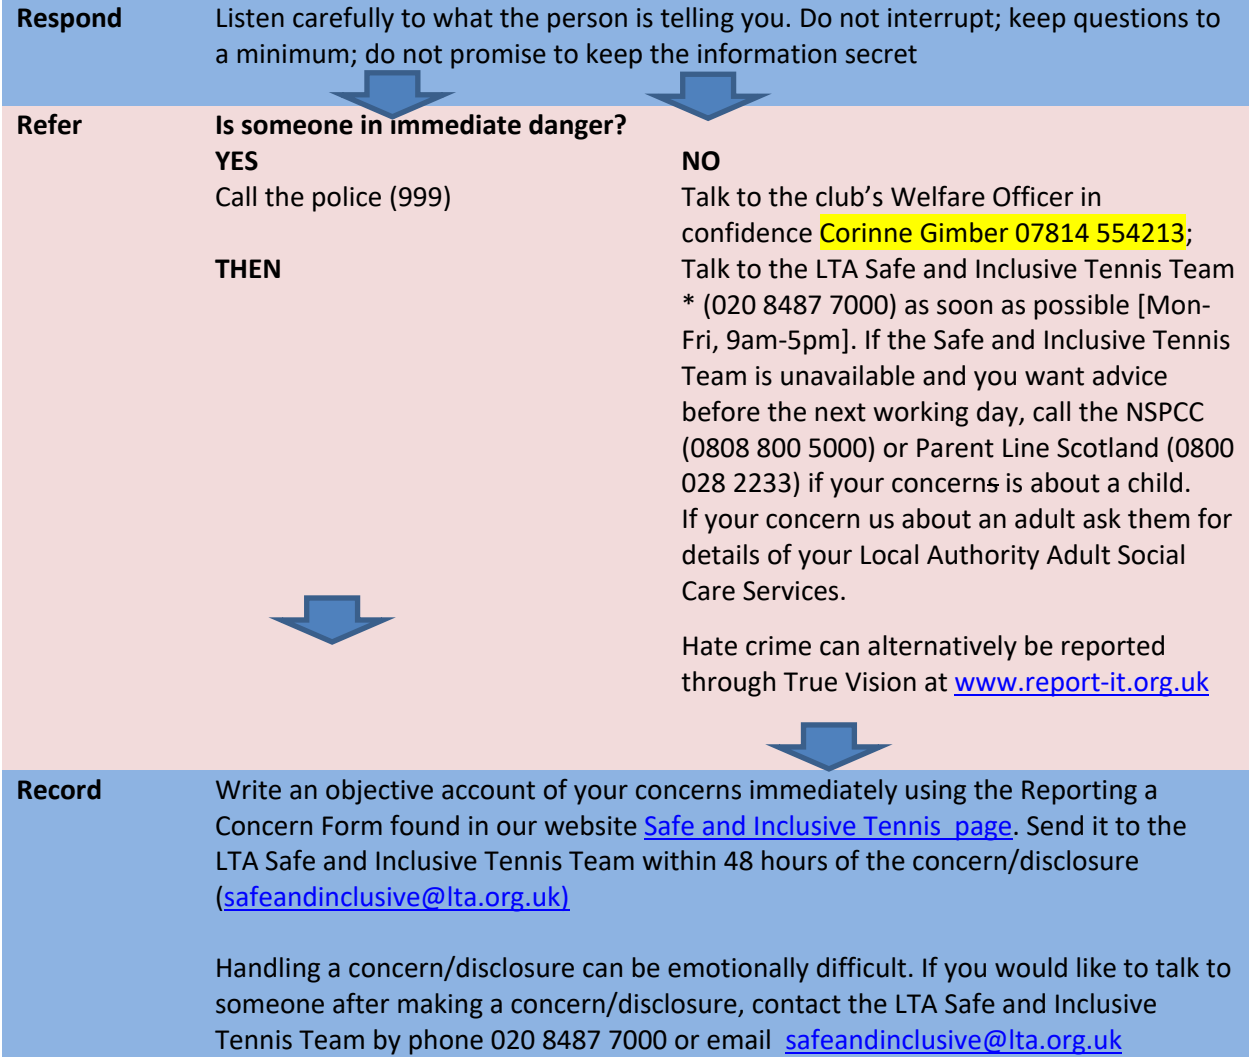 Respond Listen carefully to what the person is telling you. Do not interrupt; keep questions to
a minimum; do not promise to keep the information secret
Refer Is someone in immediate danger?
YES
Call the police (999)
THEN
NO
Talk to the club’s Welfare Officer in
confidence Corinne Gimber 07814 554213;
Talk to the LTA Safe and Inclusive Tennis Team
* (020 8487 7000) as soon as possible [Mon-
Fri, 9am-5pm]. If the Safe and Inclusive Tennis
Team is unavailable and you want advice
before the next working day, call the NSPCC
(0808 800 5000) or Parent Line Scotland (0800
028 2233) if your concerns is about a child.
If your concern us about an adult ask them for
details of your Local Authority Adult Social
Care Services.
Hate crime can alternatively be reported
through True Vision at www.report-it.org.uk
Record Write an objective account of your concerns immediately using the Reporting a
Concern Form found in our website Safe and Inclusive Tennis page. Send it to the
LTA Safe and Inclusive Tennis Team within 48 hours of the concern/disclosure
(safeandinclusive@lta.org.uk)
Handling a concern/disclosure can be emotionally difficult. If you would like to talk to
someone after making a concern/disclosure, contact the LTA Safe and Inclusive
Tennis Team by phone 020 8487 7000 or email safeandinclusive@lta.org.uk